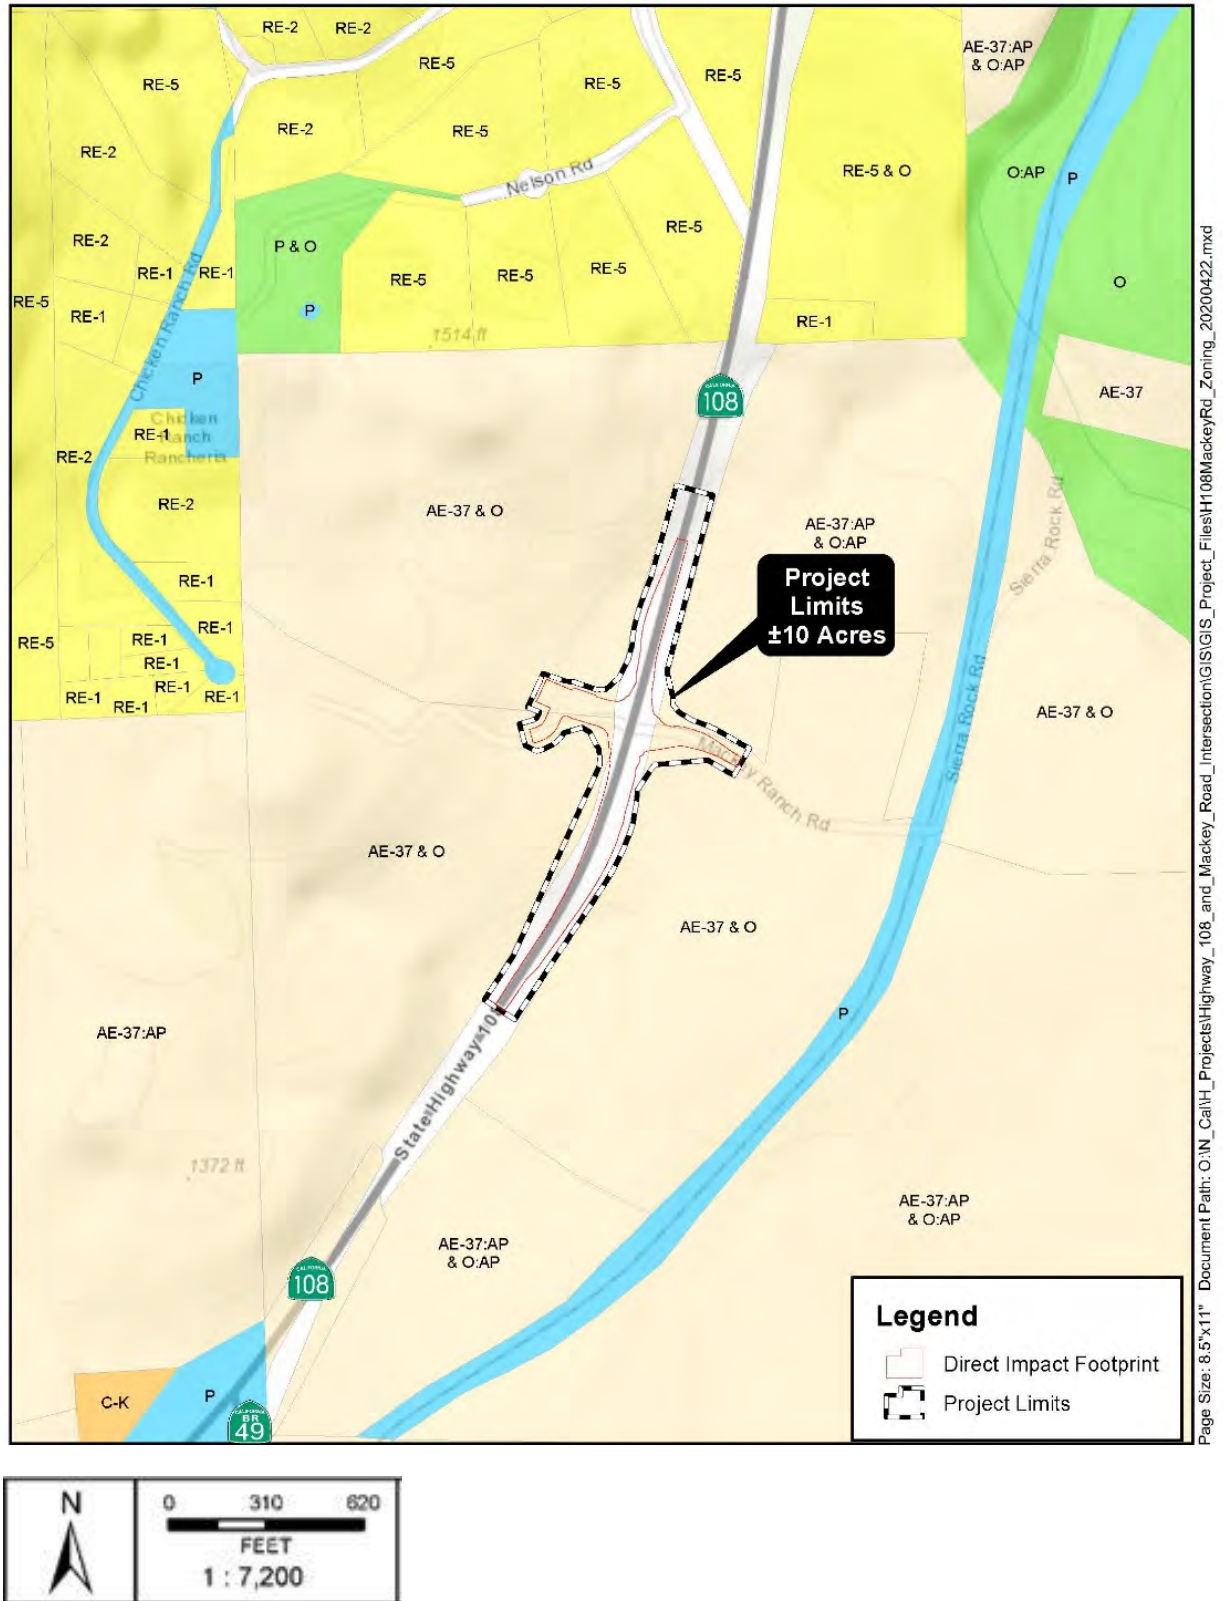 RE-2
RE-2
RE-5
RE-5
RE-5
RE-5
AE-37:AP
& O:AP
RE-2
RE-5
RE-2
Nelson Rd
RE-5 & O
O:AP
P
RE-2
P & O
RE-5
RE-1
RE-1
RE-5
RE-5
RE-5
RE-5
RE-1
P
RE-1
O
Chicken Ranch Rd
1514 ft
P
CALIFORNIA
108
AE-37
Chicken
Ranch
Rancheria
RE-1
RE-2
RE-2
AE-37 & O
AE-37:AP
& O:AP
Sierra Rock Rd
Project
Limits
±10 Acres
RE-1
RE-1
RE-5
RE-1
RE-1
RE-1
RE-1
RE-1
RE-1
AE-37 & O
Sierra Rock Rd
Mackey Ranch Rd
AE-37 & O
AE-37 & O
P
AE-37:AP
State Highway 10
1372 ft
AE-37:AP
& O:AP
AE-37:AP
& O:AP
CALIFORNIA
108
C-K
P
CALIFORNIA
BR
49
Legend
Direct Impact Footprint
Project Limits
Page Size: 8.5"x11" Document Path: O:\N_Cal\H_Projects\Highway_108_and_Mackey_Road_Intersection\GIS\GIS_Project_Files\H108MackeyRd_Zoning_20200422.mxd
N
0 310 620
FEET
1 : 7,200